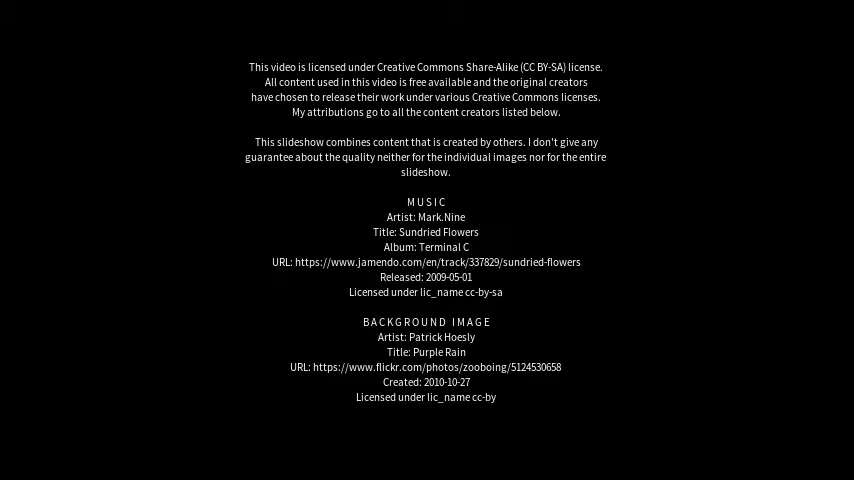 This video is licensed under Creative Commons Share-Alike (CC BY-SA) license.
All content used in this video is free available and the original creators
have chosen to release their work under various Creative Commons licenses.
My attributions go to all the content creators listed below.
This slideshow combines content that is created by others. I don't give any
guarantee about the quality neither for the individual images nor for the entire
slideshow.
MUSIC
Artist: Mark.Nine
Title: Sundried Flowers
Album: Terminal C
URL: https://www.jamendo.com/en/track/337829/sundried-flowers
Released: 2009-05-01
Licensed under lic_name cc-by-sa
BACKGROUND IMAGE
Artist: Patrick Hoesly
Title: Purple Rain
URL: https://www.flickr.com/photos/zooboing/5124530658
Created: 2010-10-27
Licensed under lic_name cc-by